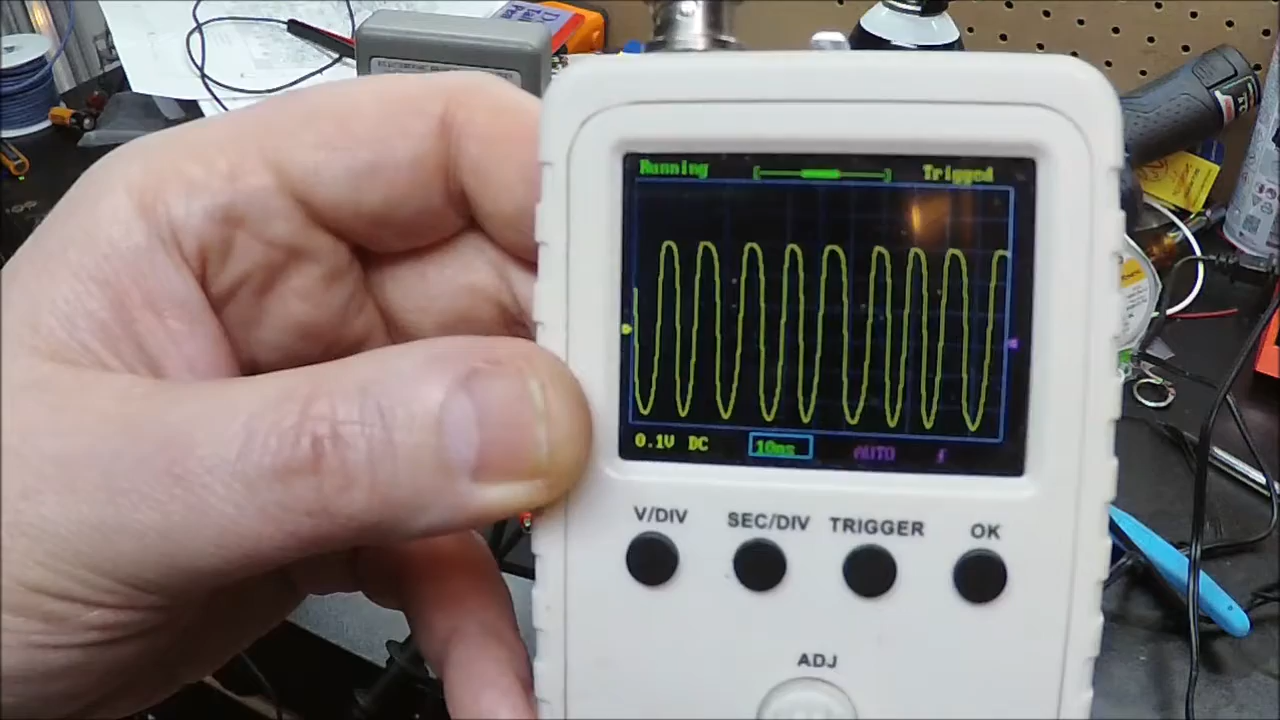 Running Trigged
0.1V DC 10ms AUTO
V/DIV SEC/DIV TRIGGER OK
ADJ